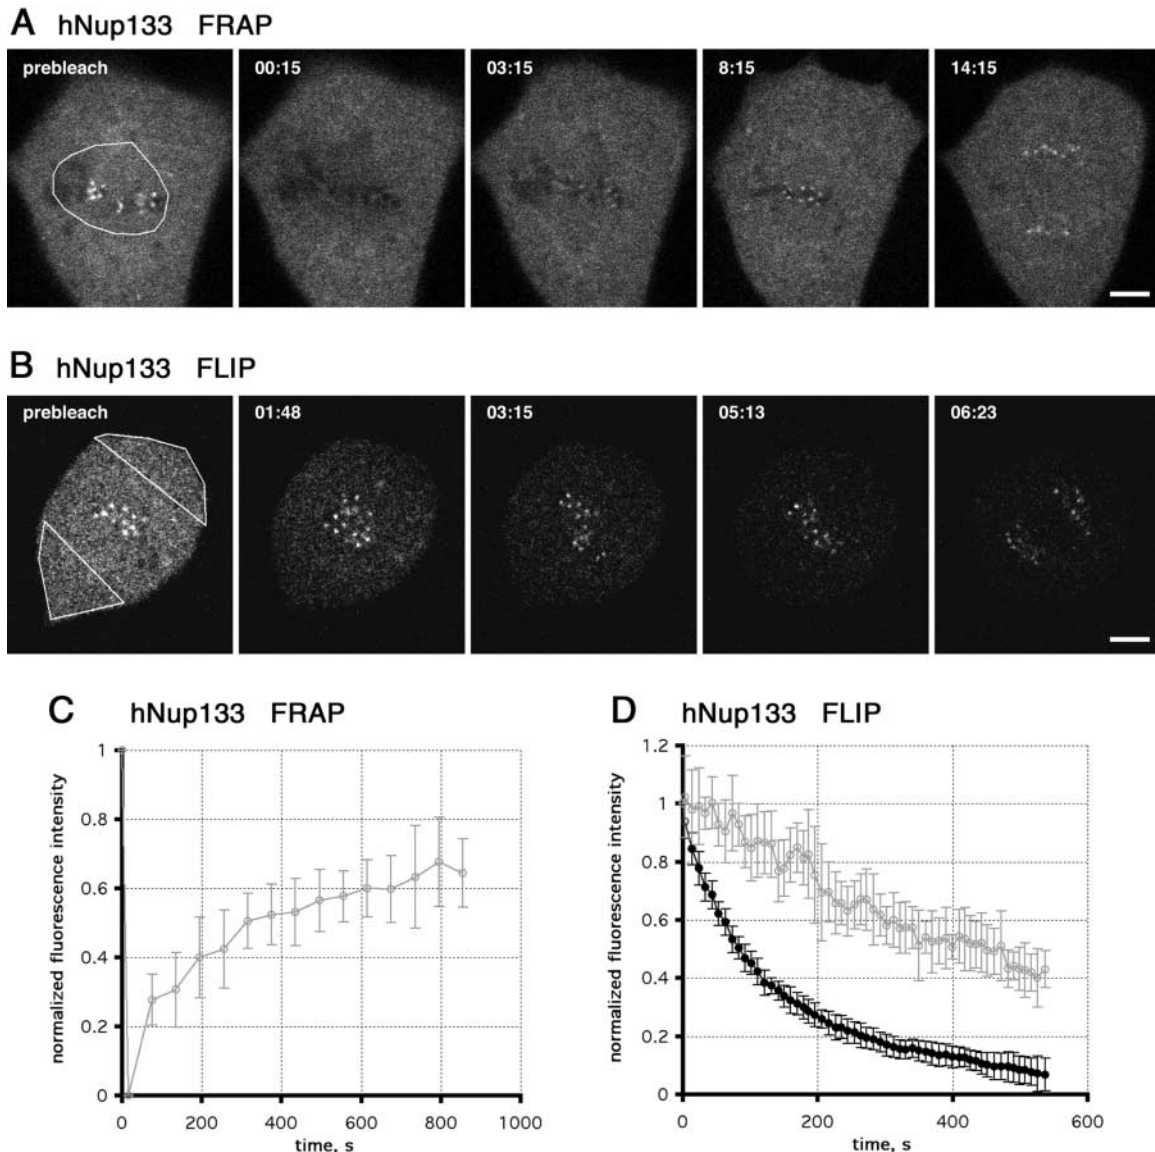 A hNup133 FRAP
prebleach 00:15 03:15 8:15 14:15
B hNup133 FLIP
prebleach 01:48 03:15 05:13 06:23
C hNup133 FRAP
normalized fluorescence intensity
1
0.8
0.6
0.4
0.2
0
0 200 400 600 800 1000
time, s
D hNup133 FLIP
normalized fluorescence intensity
1.2
1
0.8
0.6
0.4
0.2
0
0 200 400 600
time, s